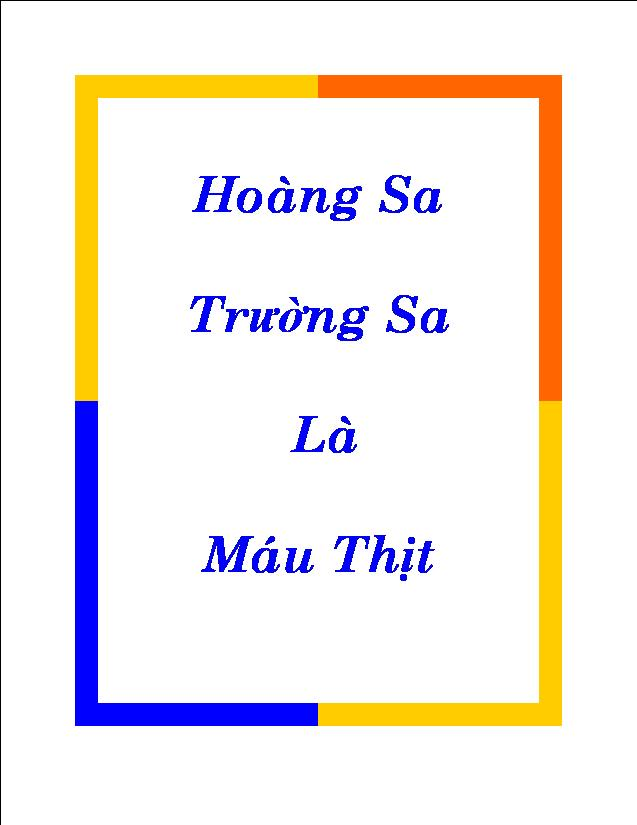 Hoàng Sa
Trường Sa
Là
Máu Thịt